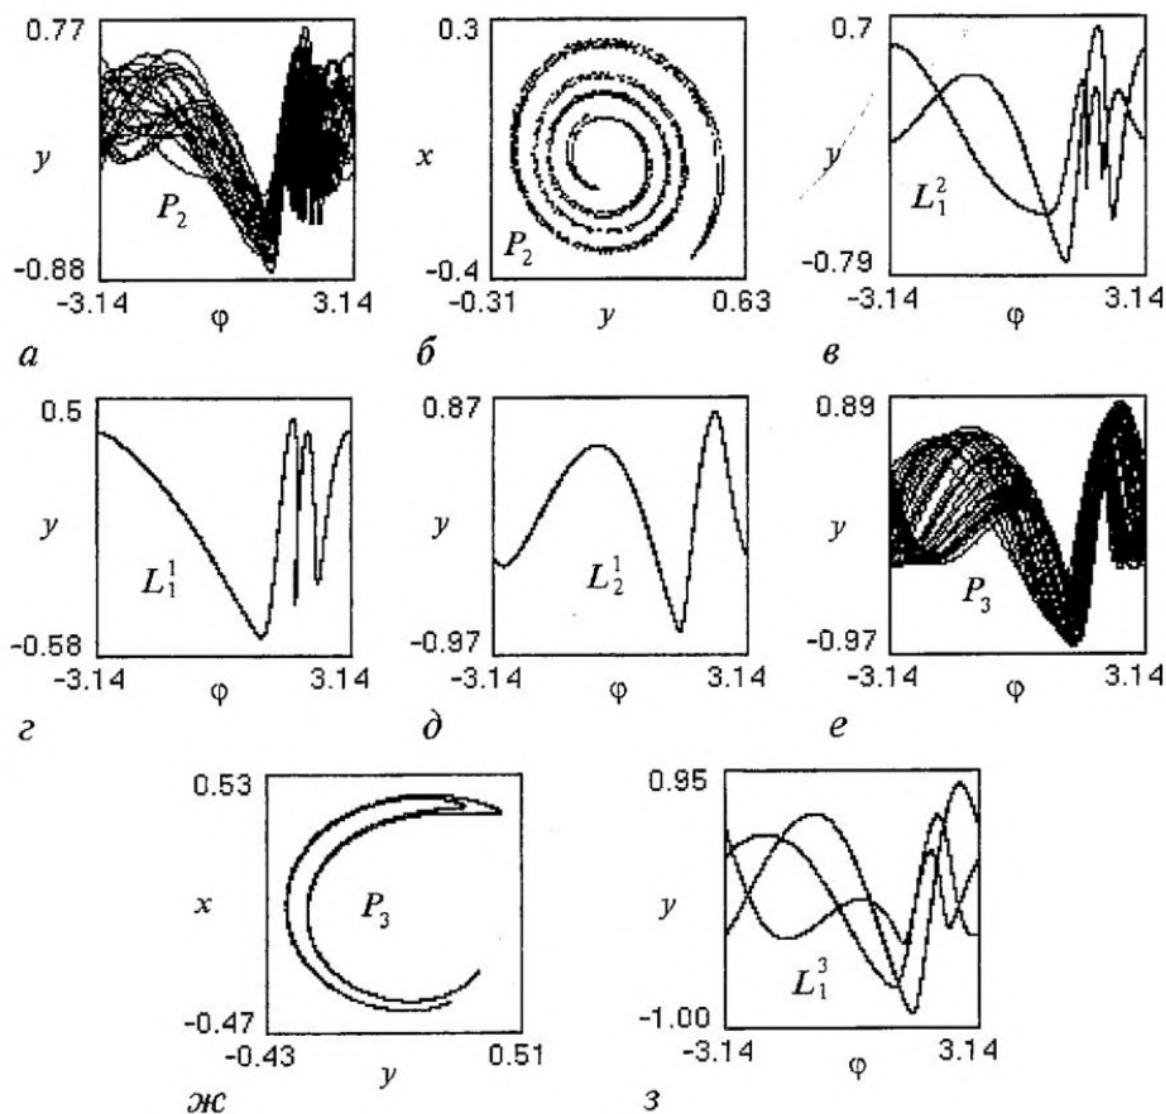 0.77
y
P₂
-0.88
-3.14 φ 3.14
а
0.3
x
P₂
-0.4
-0.31 y 0.63
б
0.7
y
L₁²
-0.79
-3.14 φ 3.14
в
0.5
y
L₁¹
-0.58
-3.14 φ 3.14
г
0.87
y
L₂¹
-0.97
-3.14 φ 3.14
д
0.89
y
P₃
-0.97
-3.14 φ 3.14
е
0.53
x
P₃
-0.47
-0.43 y 0.51
ж
0.95
y
L₁³
-1.00
-3.14 φ 3.14
з